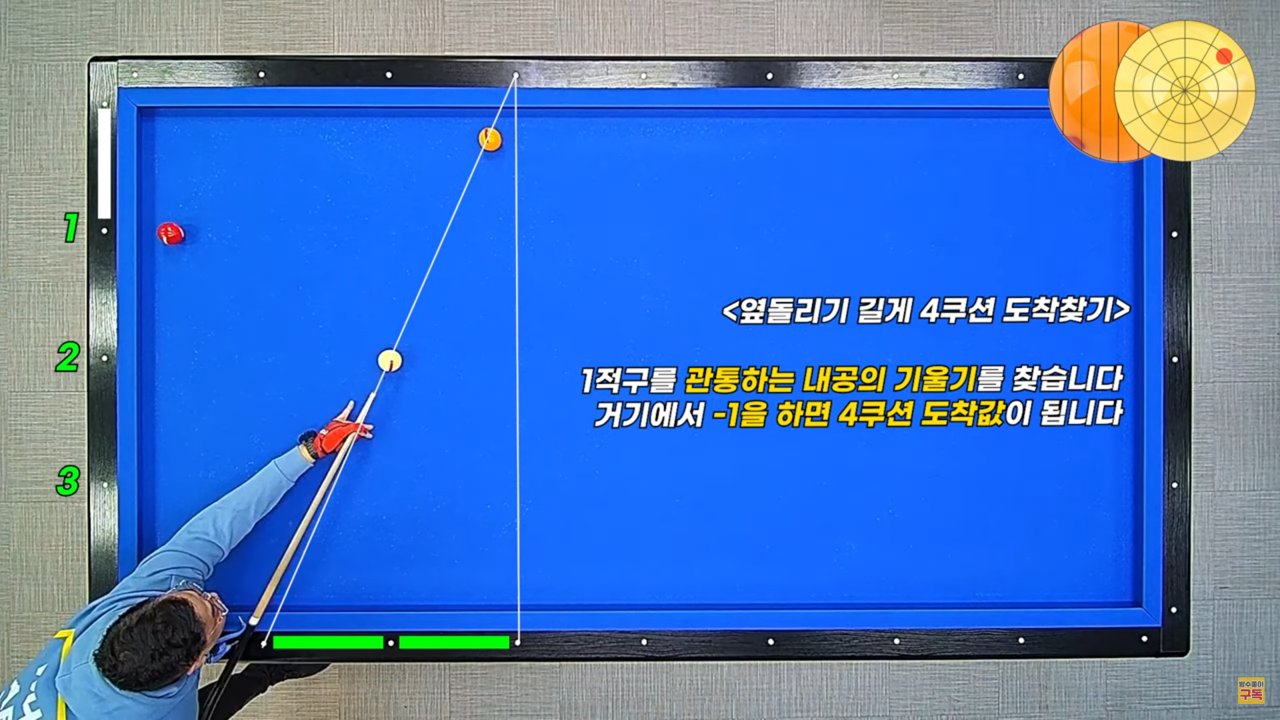 1
2
3
<옆돌리기 길게 4쿠션 도착찾기>
1적구를 관통하는 내공의 기울기를 찾습니다
거기에서 -1을 하면 4쿠션 도착값이 됩니다
구독